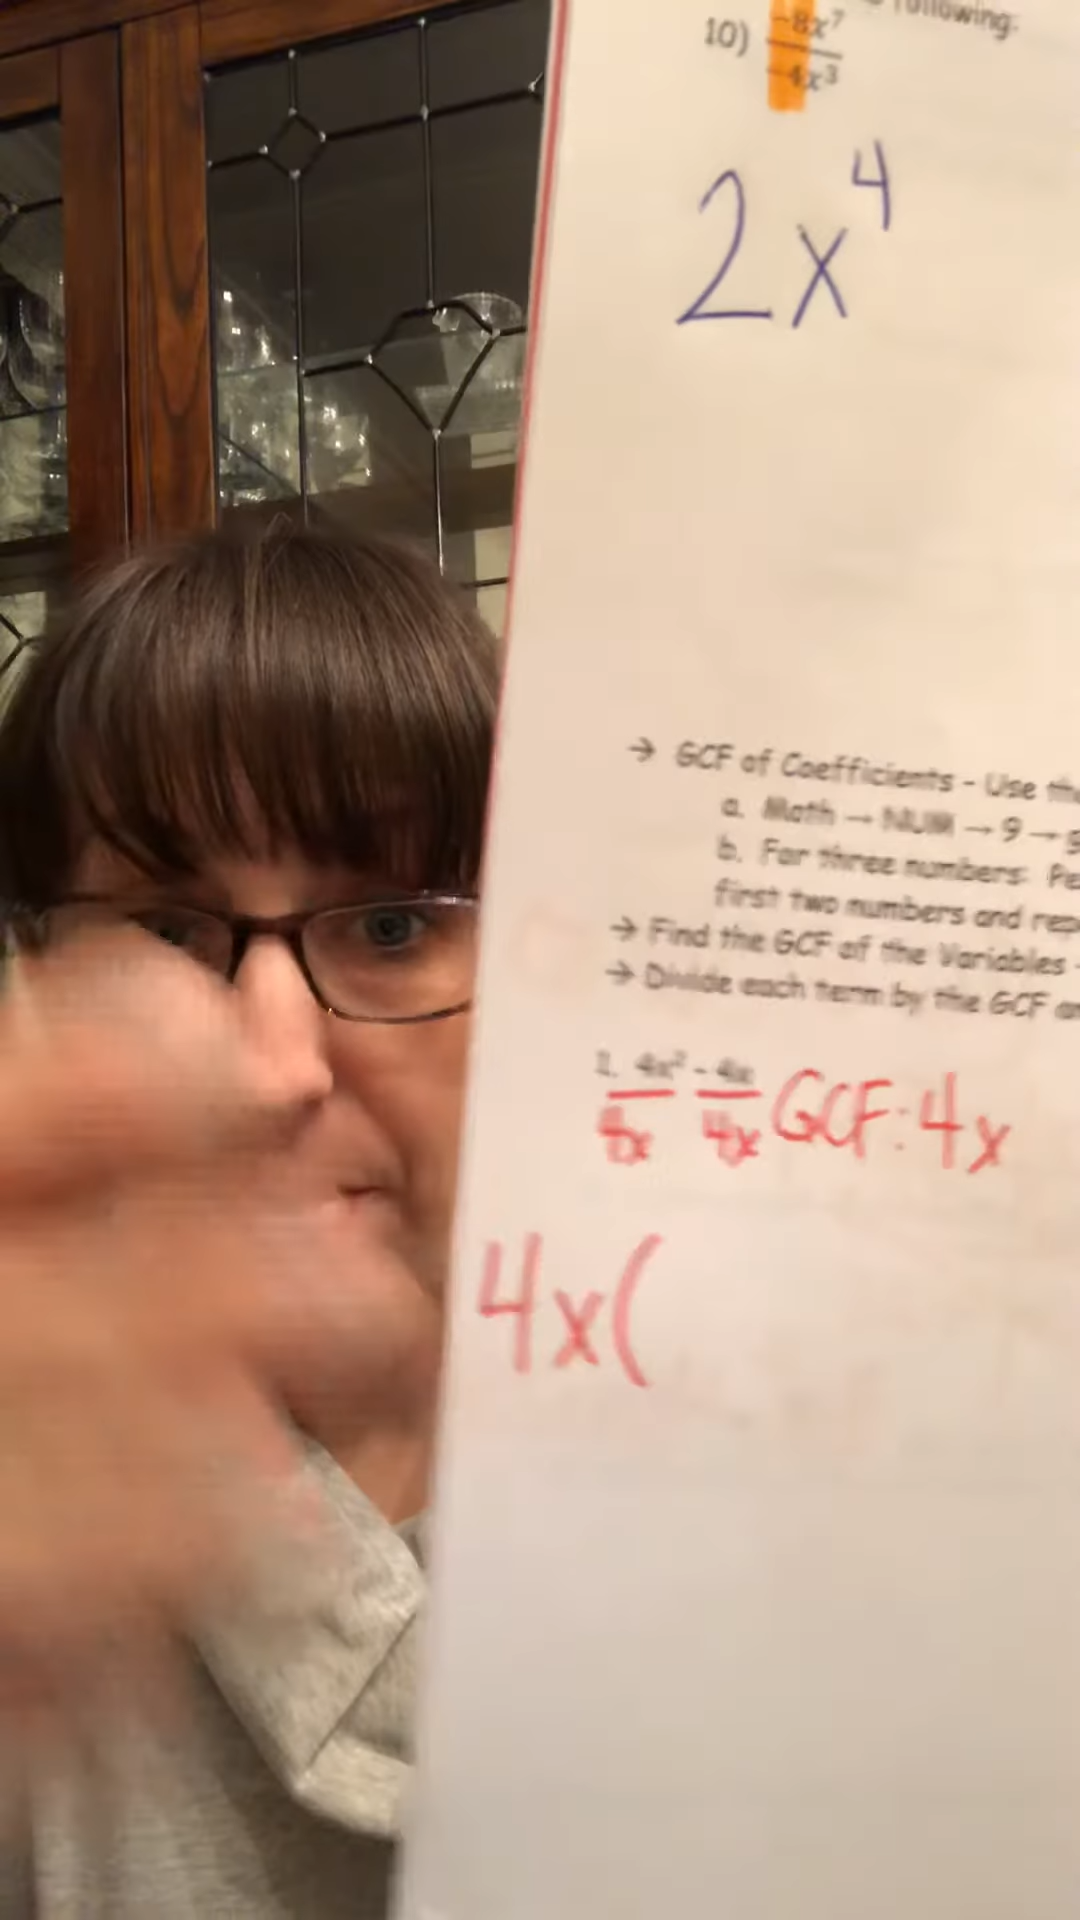 following:
10) -8x⁷
-4x³
2x⁴
→ GCF of Coefficients - Use the
a. Math → NUM → 9 → g
b. For three numbers: Pe
first two numbers and rep
→ Find the GCF of the Variables -
→ Divide each term by the GCF an
1. 4x² - 4x GCF: 4x
4x 4x
4x(